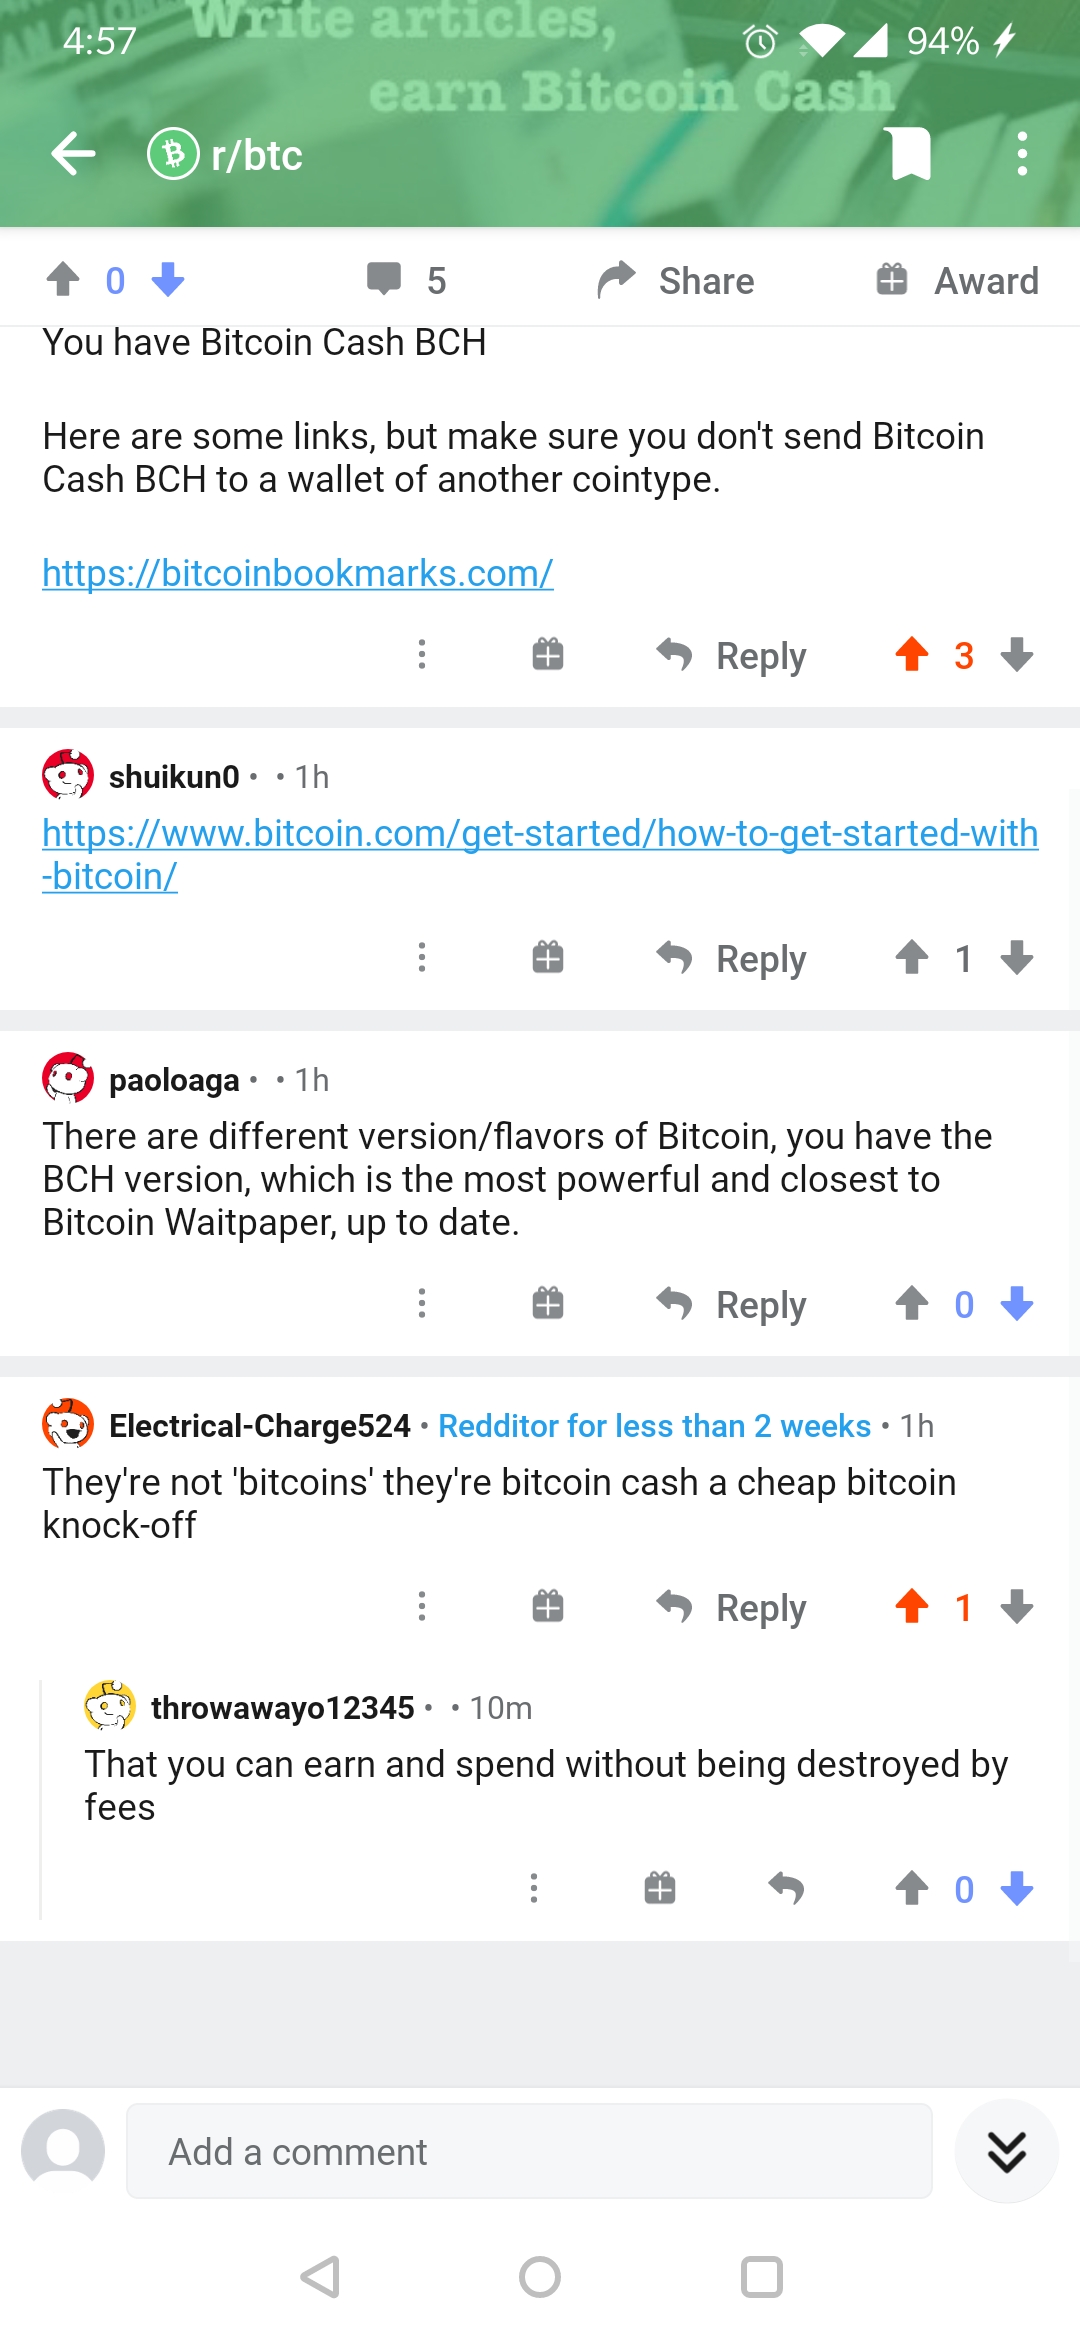 Write articles,
4:57
94%
earn Bitcoin Cash
r/btc
0
5
Share
Award
You have Bitcoin Cash BCH
Here are some links, but make sure you don't send Bitcoin
Cash BCH to a wallet of another cointype.
https://bitcoinbookmarks.com/
Reply
3
shuikun0 • • 1h
https://www.bitcoin.com/get-started/how-to-get-started-with
-bitcoin/
Reply
1
paoloaga • • 1h
There are different version/flavors of Bitcoin, you have the
BCH version, which is the most powerful and closest to
Bitcoin Waitpaper, up to date.
Reply
0
Electrical-Charge524 • Redditor for less than 2 weeks • 1h
They're not 'bitcoins' they're bitcoin cash a cheap bitcoin
knock-off
Reply
1
throwawayo12345 • • 10m
That you can earn and spend without being destroyed by
fees
0
Add a comment